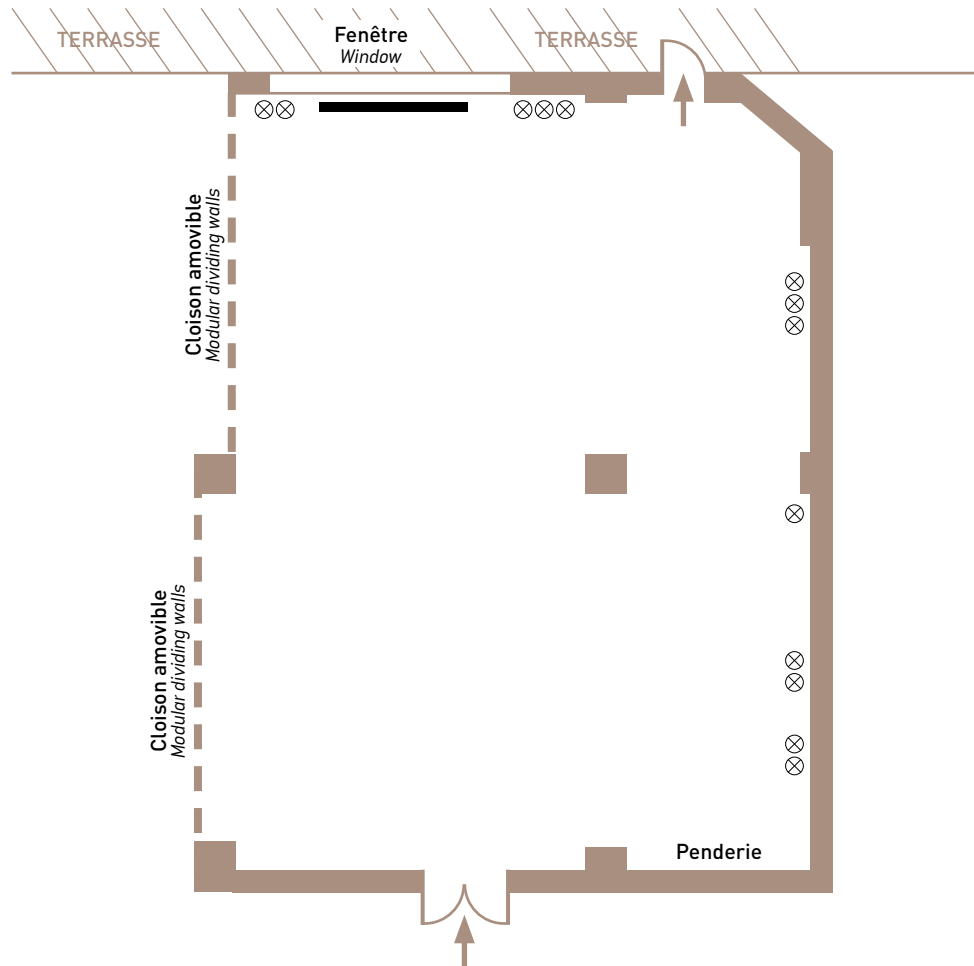 TERRASSE
Fenêtre
Window
TERRASSE
Cloison amovible
Modular dividing walls
Cloison amovible
Modular dividing walls
Penderie